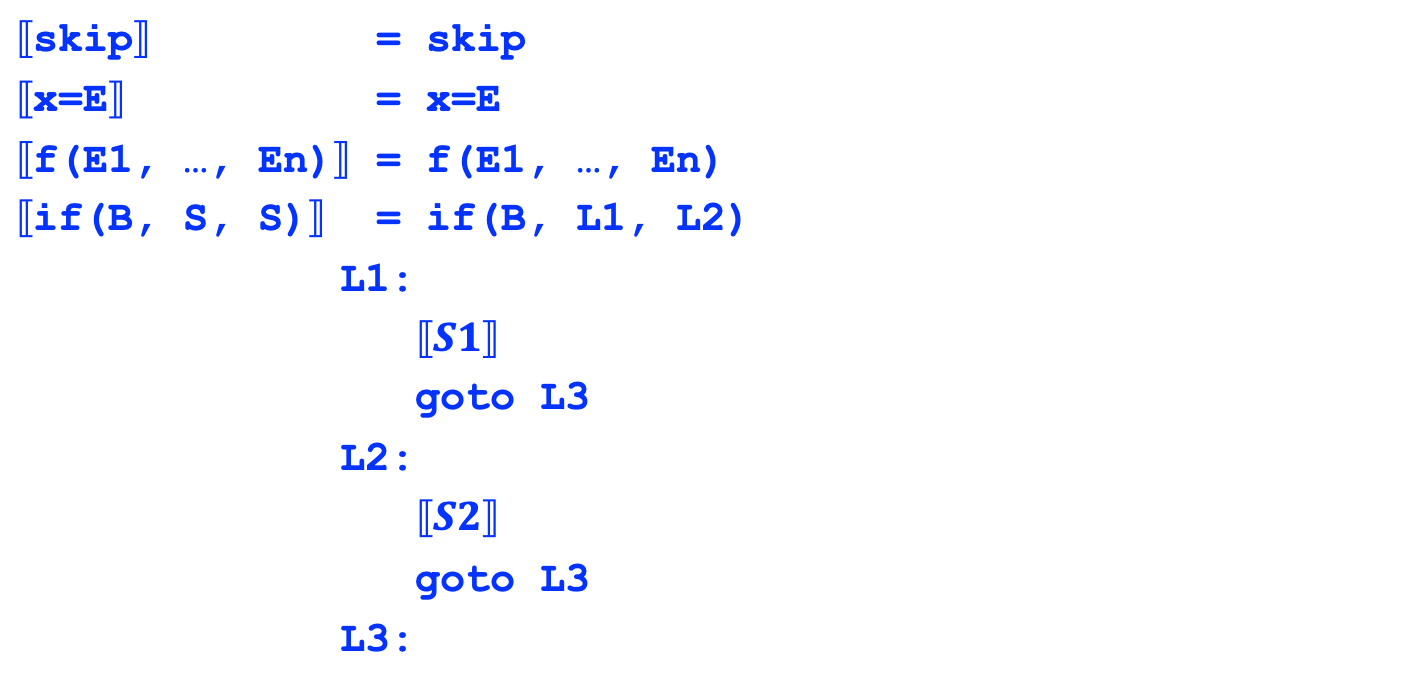 ⟦skip⟧ = skip
⟦x=E⟧ = x=E
⟦f(E1, …, En)⟧ = f(E1, …, En)
⟦if(B, S, S)⟧ = if(B, L1, L2)
L1:
⟦S1⟧
goto L3
L2:
⟦S2⟧
goto L3
L3: